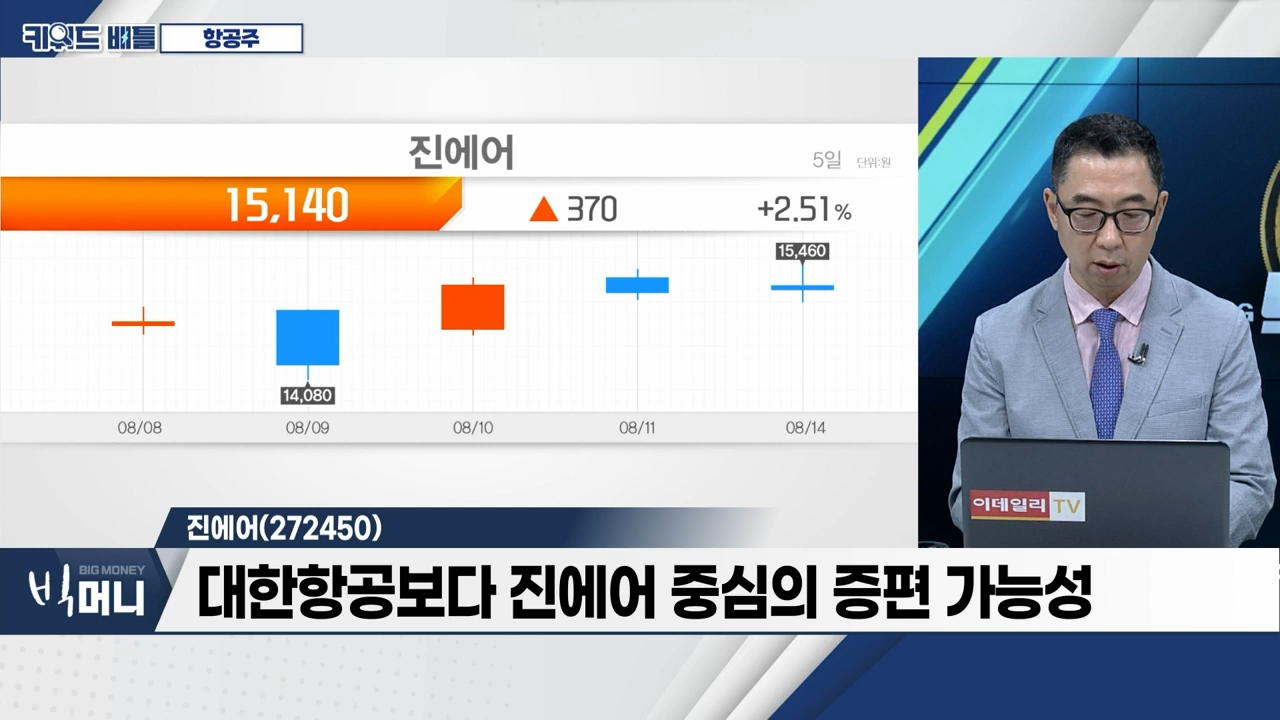 키워드 배틀
항공주
진에어
5일 단위:원
15,140 ▲ 370 +2.51%
15,460
14,080
08/08 08/09 08/10 08/11 08/14
이데일리 TV
진에어(272450)
BIG MONEY
빅머니
대한항공보다 진에어 중심의 증편 가능성